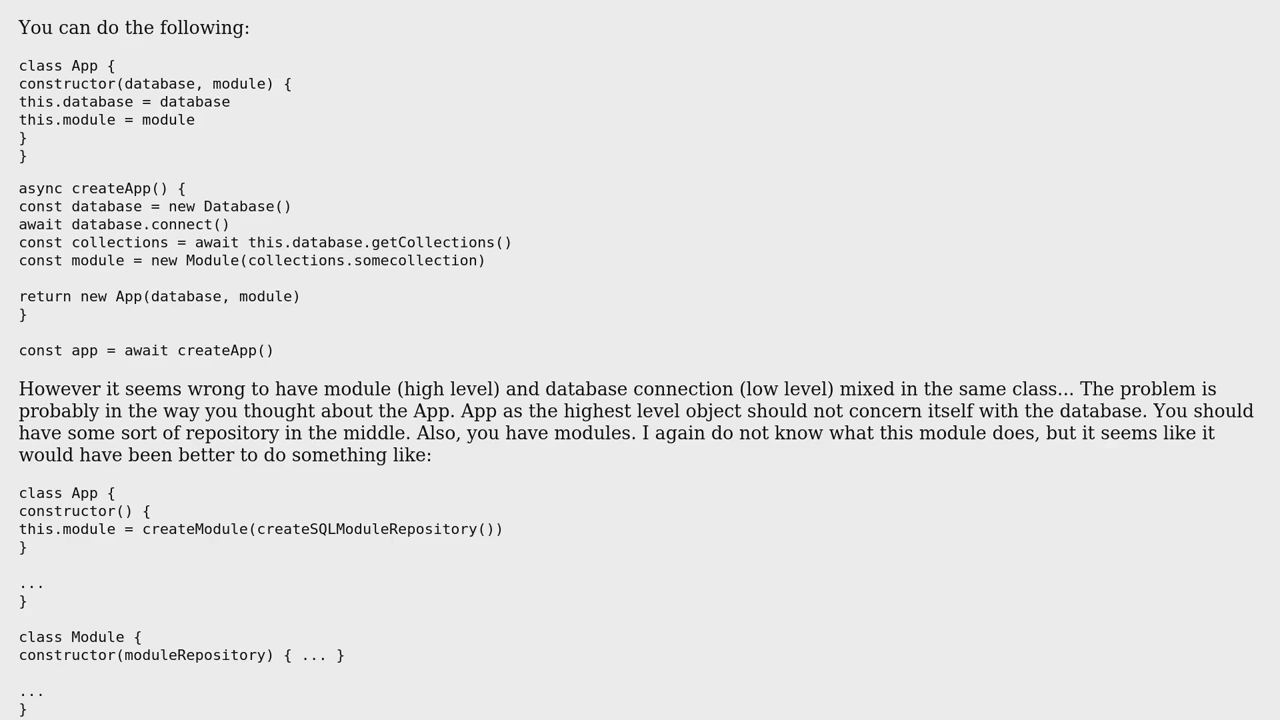 You can do the following:
class App {
constructor(database, module) {
this.database = database
this.module = module
}
}
async createApp() {
const database = new Database()
await database.connect()
const collections = await this.database.getCollections()
const module = new Module(collections.somecollection)
return new App(database, module)
}
const app = await createApp()
However it seems wrong to have module (high level) and database connection (low level) mixed in the same class... The problem is
probably in the way you thought about the App. App as the highest level object should not concern itself with the database. You should
have some sort of repository in the middle. Also, you have modules. I again do not know what this module does, but it seems like it
would have been better to do something like:
class App {
constructor() {
this.module = createModule(createSQLModuleRepository())
}
...
}
class Module {
constructor(moduleRepository) { ... }
...
}